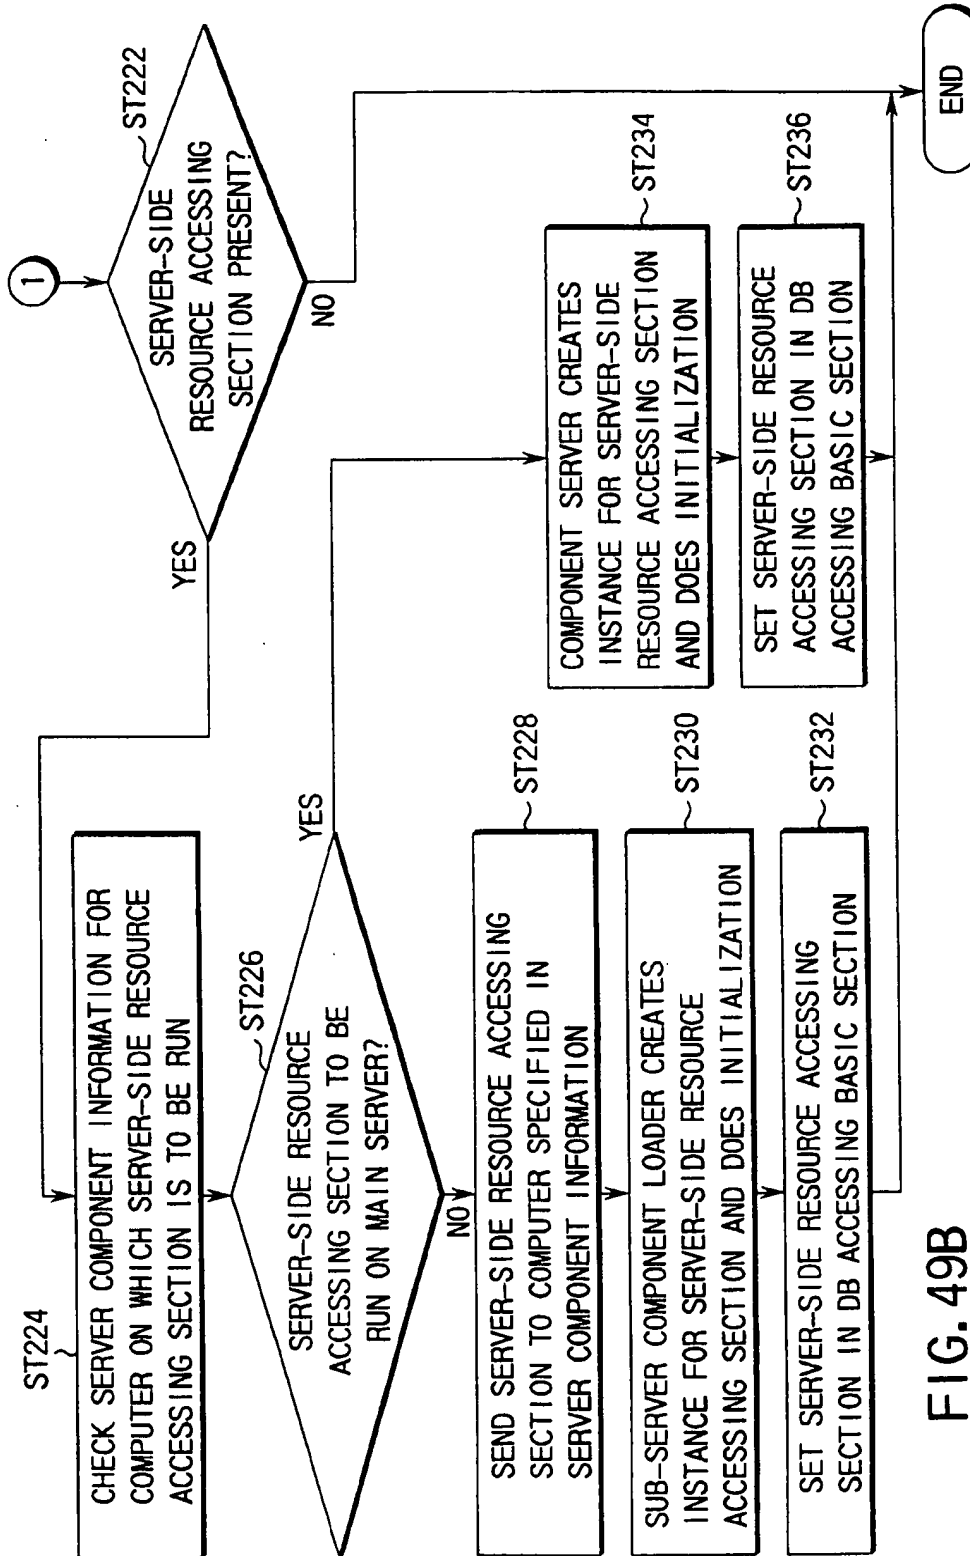 1
ST222
SERVER-SIDE
RESOURCE ACCESSING
SECTION PRESENT?
YES
NO
ST224
CHECK SERVER COMPONENT INFORMATION FOR
COMPUTER ON WHICH SERVER-SIDE RESOURCE
ACCESSING SECTION IS TO BE RUN
ST226
SERVER-SIDE RESOURCE
ACCESSING SECTION TO BE
RUN ON MAIN SERVER?
YES
NO
ST228
SEND SERVER-SIDE RESOURCE ACCESSING
SECTION TO COMPUTER SPECIFIED IN
SERVER COMPONENT INFORMATION
ST230
SUB-SERVER COMPONENT LOADER CREATES
INSTANCE FOR SERVER-SIDE RESOURCE
ACCESSING SECTION AND DOES INITIALIZATION
ST232
SET SERVER-SIDE RESOURCE ACCESSING
SECTION IN DB ACCESSING BASIC SECTION
ST234
COMPONENT SERVER CREATES
INSTANCE FOR SERVER-SIDE
RESOURCE ACCESSING SECTION
AND DOES INITIALIZATION
ST236
SET SERVER-SIDE RESOURCE
ACCESSING SECTION IN DB
ACCESSING BASIC SECTION
END
FIG. 49B